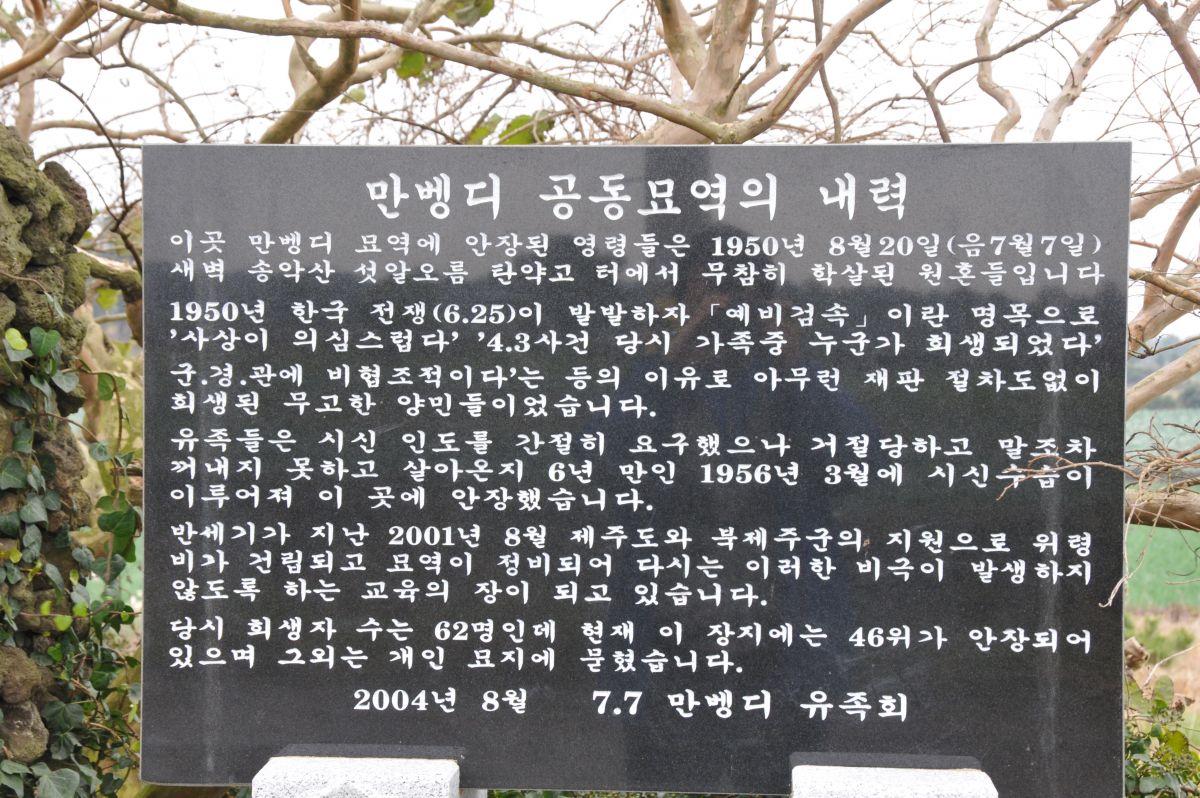 만벵디 공동묘역의 내력
이곳 만벵디 묘역에 안장된 영령들은 1950년 8월20일(음7월7일)
새벽 송악산 섯알오름 탄약고 터에서 무참히 학살된 원혼들입니다
1950년 한국 전쟁(6.25)이 발발하자「예비검속」이란 명목으로
'사상이 의심스럽다' '4.3사건 당시 가족중 누군가 희생되었다'
군.경.관에 비협조적이다'는 등의 이유로 아무런 재판 절차도없이
희생된 무고한 양민들이었습니다.
유족들은 시신 인도를 간절히 요구했으나 거절당하고 말조차
꺼내지 못하고 살아온지 6년 만인 1956년 3월에 시신수습이
이루어져 이 곳에 안장했습니다.
반세기가 지난 2001년 8월 제주도와 북제주군의 지원으로 위령
비가 건립되고 묘역이 정비되어 다시는 이러한 비극이 발생하지
않도록 하는 교육의 장이 되고 있습니다.
당시 희생자 수는 62명인데 현재 이 장지에는 46위가 안장되어
있으며 그외는 개인 묘지에 묻혔습니다.
2004년 8월 7.7 만벵디 유족회